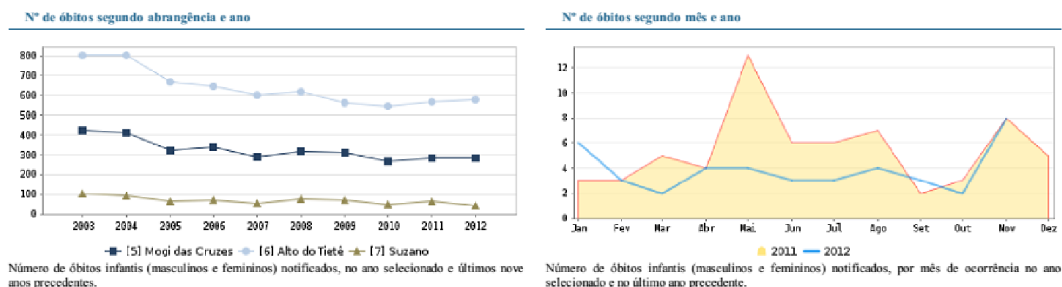 Nº de óbitos segundo abrangência e ano
800
700
600
500
400
300
200
100
0
2003 2004 2005 2006 2007 2008 2009 2010 2011 2012
[5] Mogi das Cruzes [6] Alto do Tietê [7] Suzano
Número de óbitos infantis (masculinos e femininos) notificados, no ano selecionado e últimos nove
anos precedentes.
Nº de óbitos segundo mês e ano
12
10
8
6
4
2
0
Jan Fev Mar Abr Mai Jun Jul Ago Set Out Nov Dez
2011 2012
Número de óbitos infantis (masculinos e femininos) notificados, por mês de ocorrência no ano
selecionado e no último ano precedente.